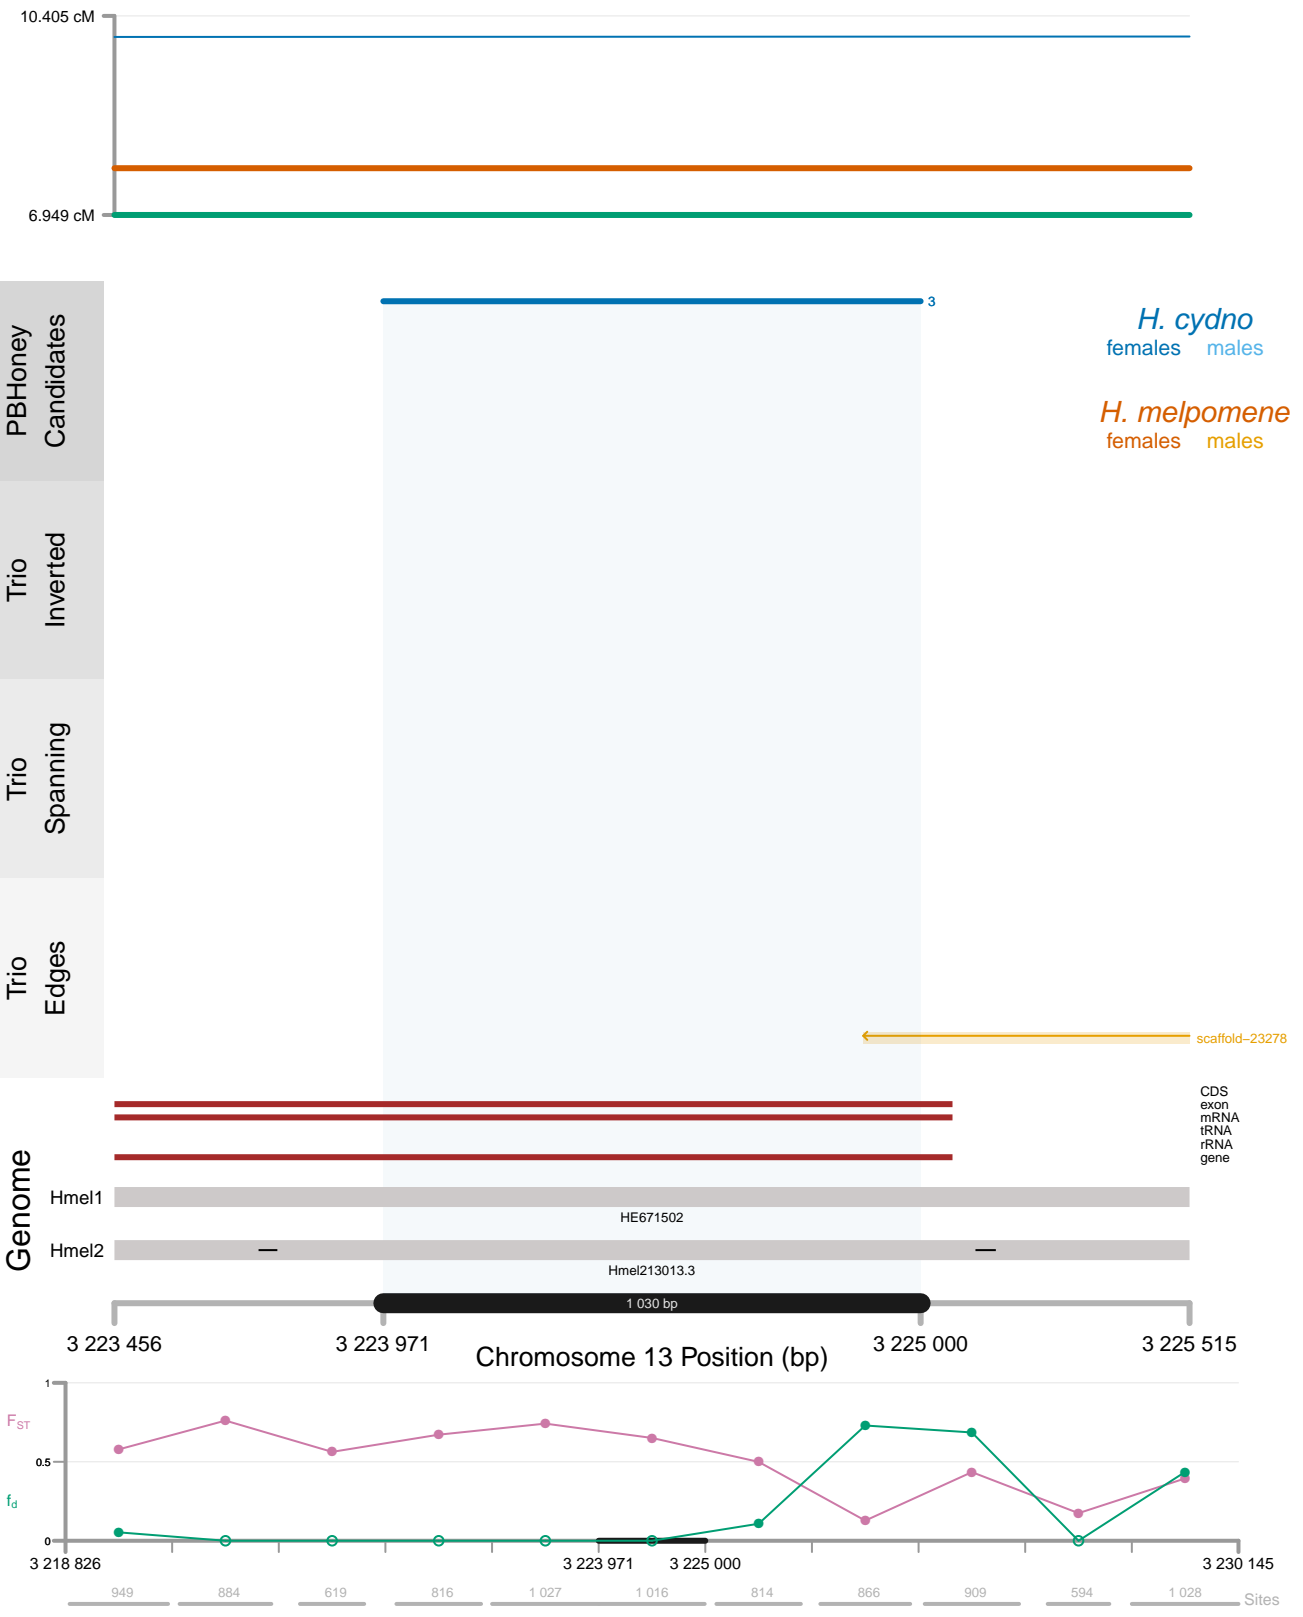 10.405 cM
6.949 cM
PBHoney
Candidates
3
H. cydno
females males
H. melpomene
females males
Trio
Inverted
Trio
Spanning
Trio
Edges
scaffold−23278
CDS
exon
mRNA
tRNA
rRNA
gene
Genome
Hmel1
HE671502
Hmel2
Hmel213013.3
1 030 bp
3 223 456 3 223 971 3 225 000 3 225 515
Chromosome 13 Position (bp)
1
FST
0.5
fd
0
3 218 826 3 223 971 3 225 000 3 230 145
949 884 619 816 1 027 1 016 814 866 909 594 1 028 Sites